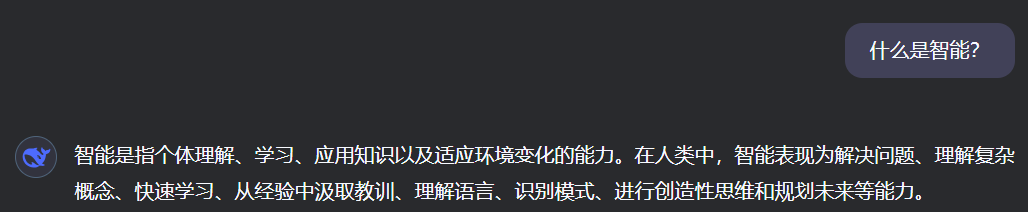 什么是智能?
智能是指个体理解、学习、应用知识以及适应环境变化的能力。在人类中，智能表现为解决问题、理解复杂
概念、快速学习、从经验中汲取教训、理解语言、识别模式、进行创造性思维和规划未来等能力。